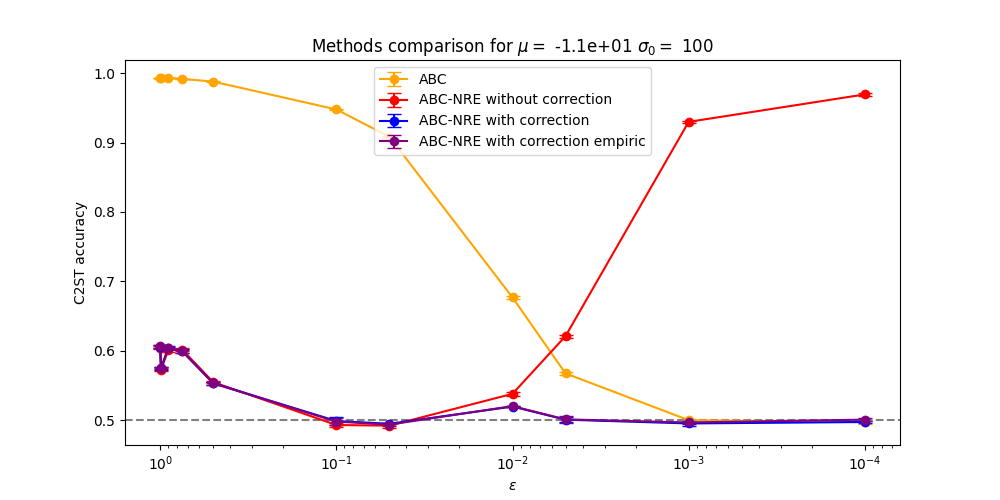 Methods comparison for μ = -1.1e+01 σ₀ = 100
ABC
ABC-NRE without correction
ABC-NRE with correction
ABC-NRE with correction empiric
C2ST accuracy
1.0
0.9
0.8
0.7
0.6
0.5
10⁰ 10⁻¹ 10⁻² 10⁻³ 10⁻⁴
ε